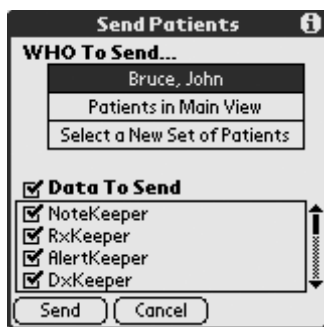 Send Patients
WHO To Send...
Bruce, John
Patients in Main View
Select a New Set of Patients
Data To Send
NoteKeeper
RxKeeper
AlertKeeper
DxKeeper
Send Cancel